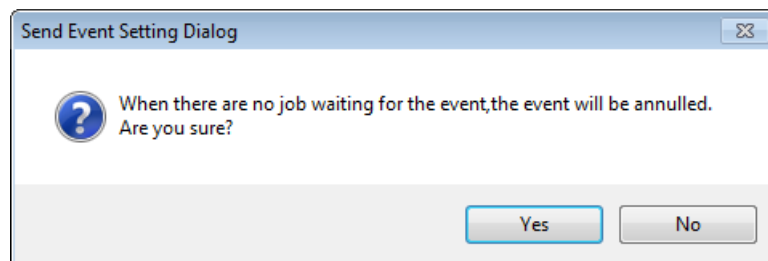 Send Event Setting Dialog
When there are no job waiting for the event,the event will be annulled.
Are you sure?
Yes No